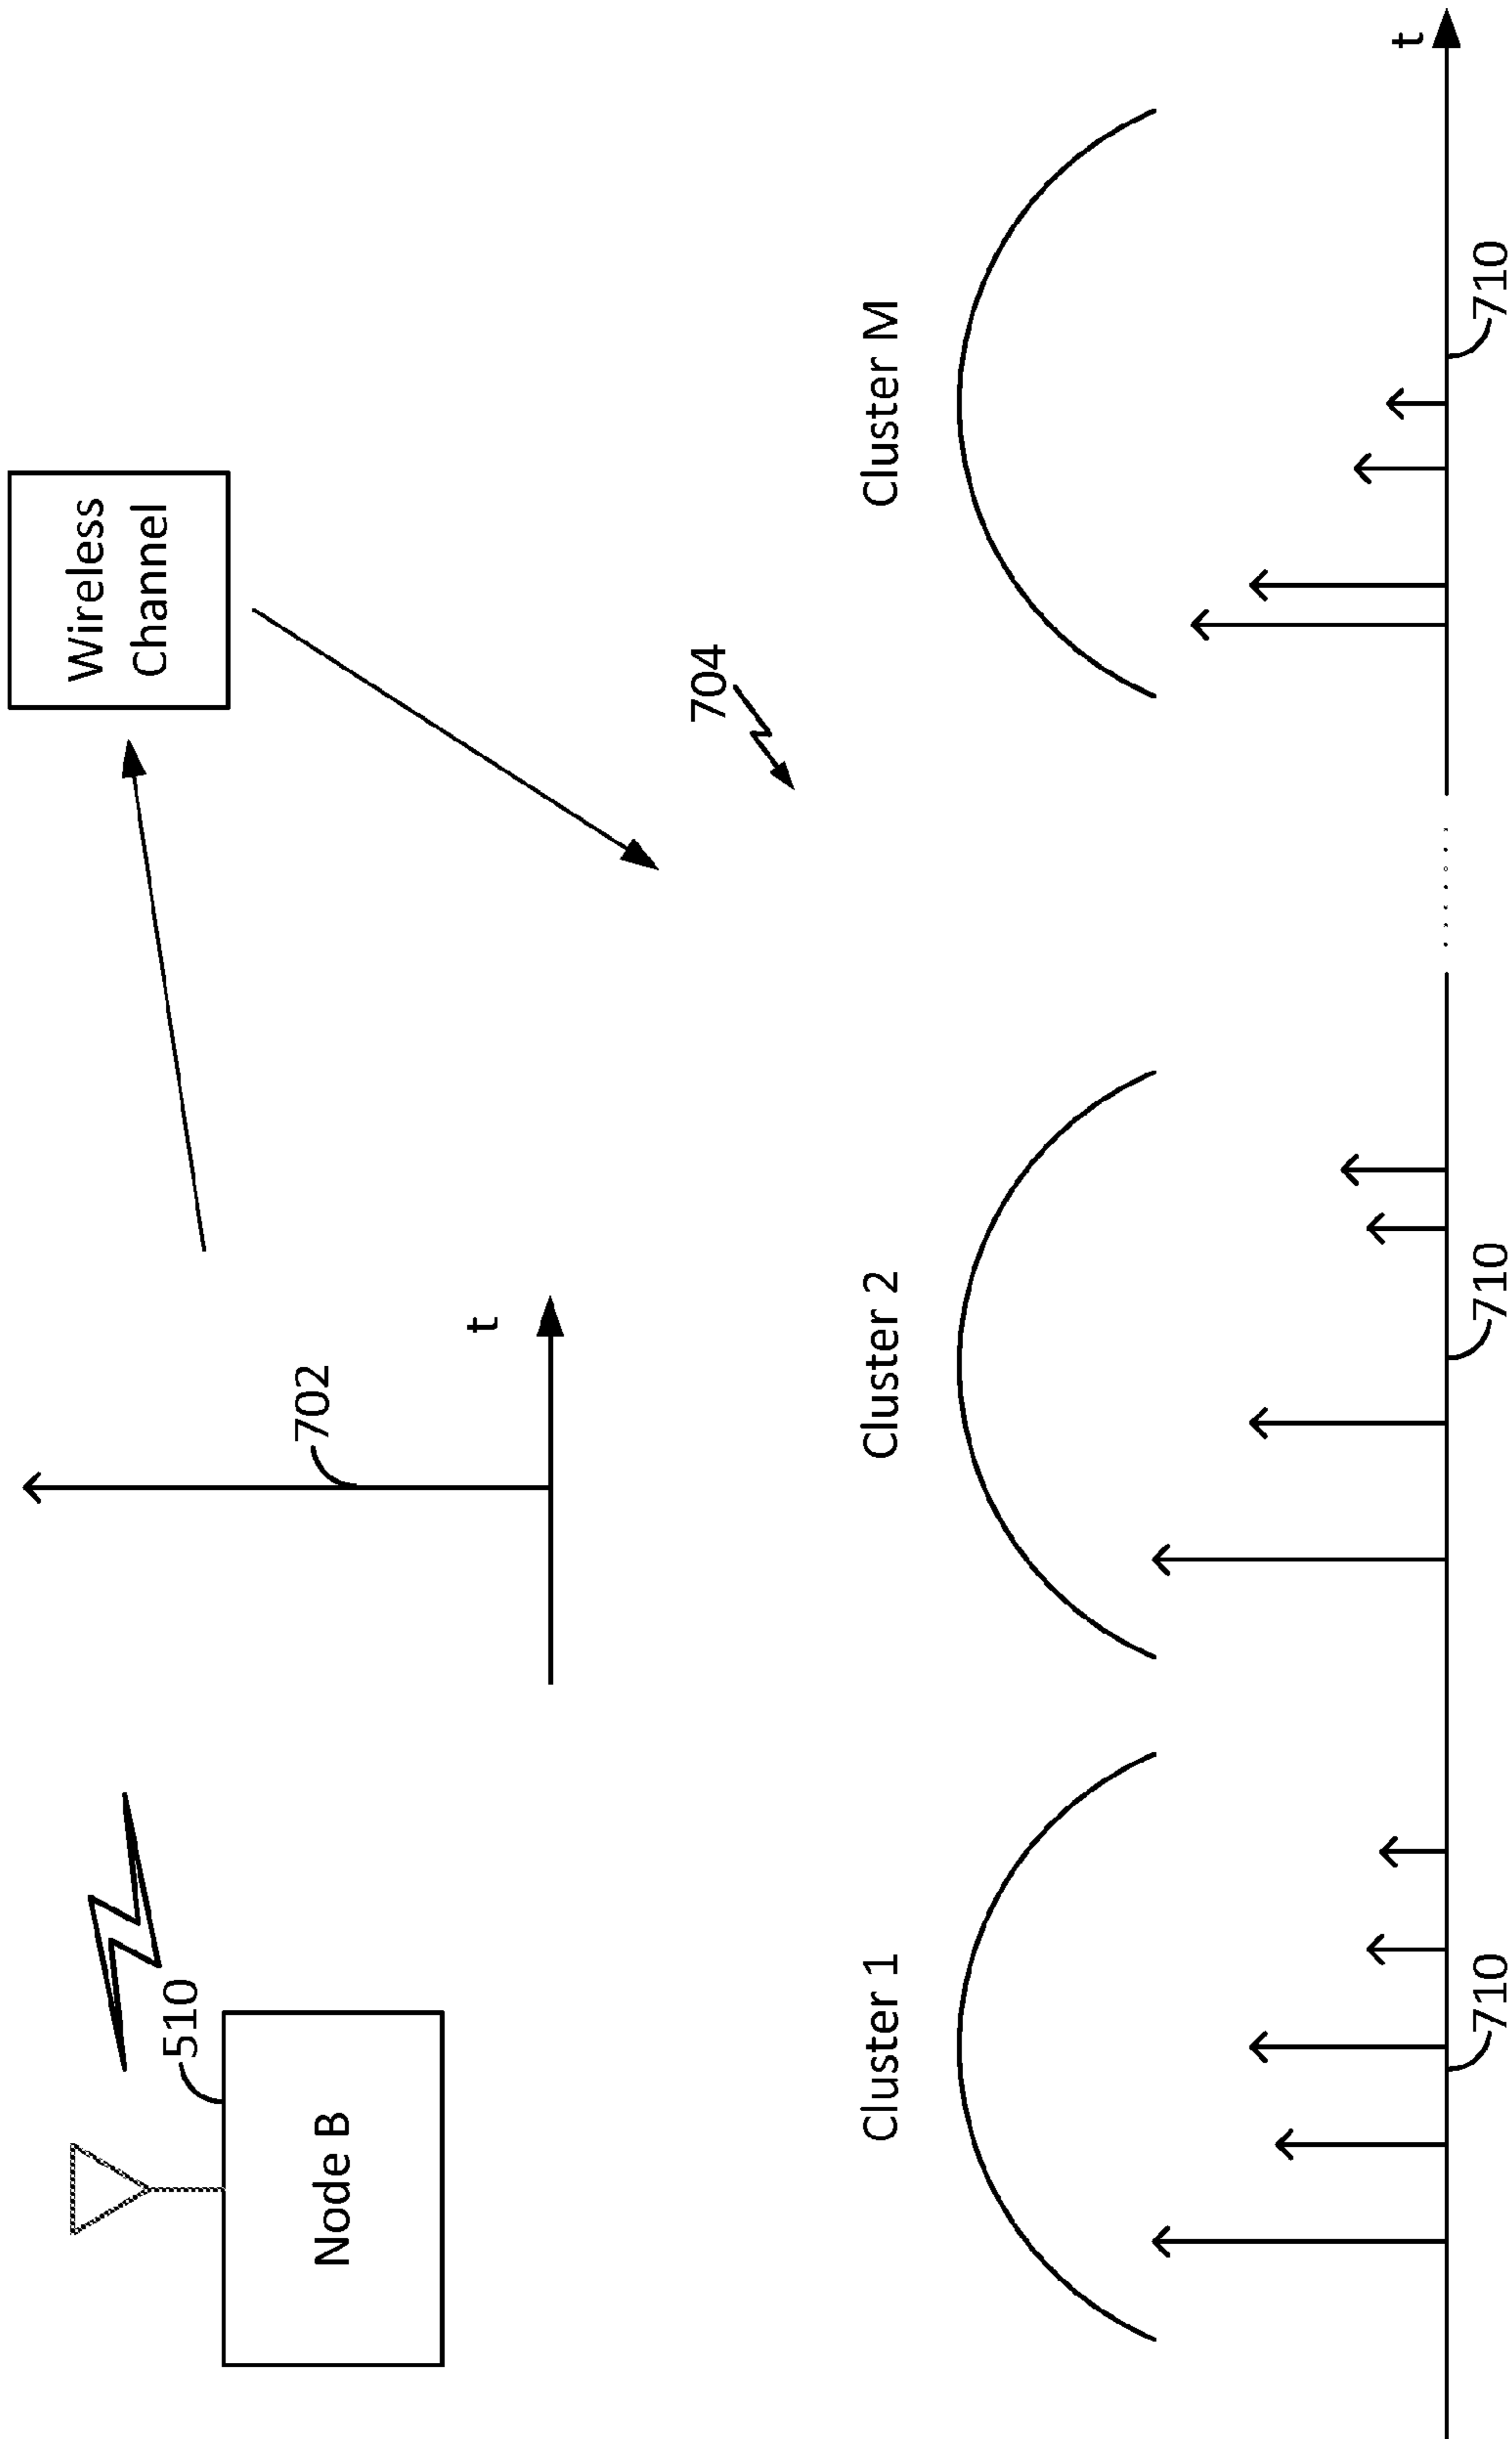 510
Node B
702
t
Wireless
Channel
704
Cluster 1
Cluster 2
Cluster M
t
710
710
710